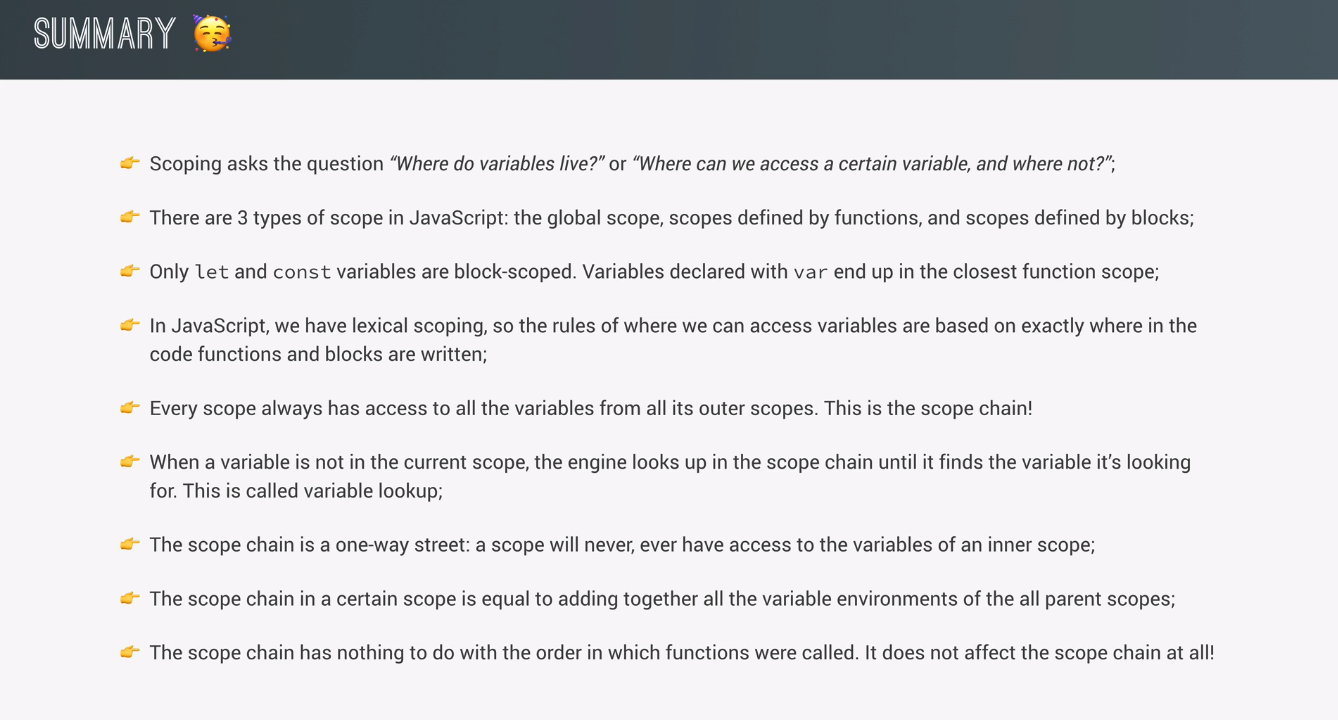 SUMMARY 🥳
👉 Scoping asks the question “Where do variables live?” or “Where can we access a certain variable, and where not?”;
👉 There are 3 types of scope in JavaScript: the global scope, scopes defined by functions, and scopes defined by blocks;
👉 Only let and const variables are block-scoped. Variables declared with var end up in the closest function scope;
👉 In JavaScript, we have lexical scoping, so the rules of where we can access variables are based on exactly where in the
code functions and blocks are written;
👉 Every scope always has access to all the variables from all its outer scopes. This is the scope chain!
👉 When a variable is not in the current scope, the engine looks up in the scope chain until it finds the variable it’s looking
for. This is called variable lookup;
👉 The scope chain is a one-way street: a scope will never, ever have access to the variables of an inner scope;
👉 The scope chain in a certain scope is equal to adding together all the variable environments of the all parent scopes;
👉 The scope chain has nothing to do with the order in which functions were called. It does not affect the scope chain at all!